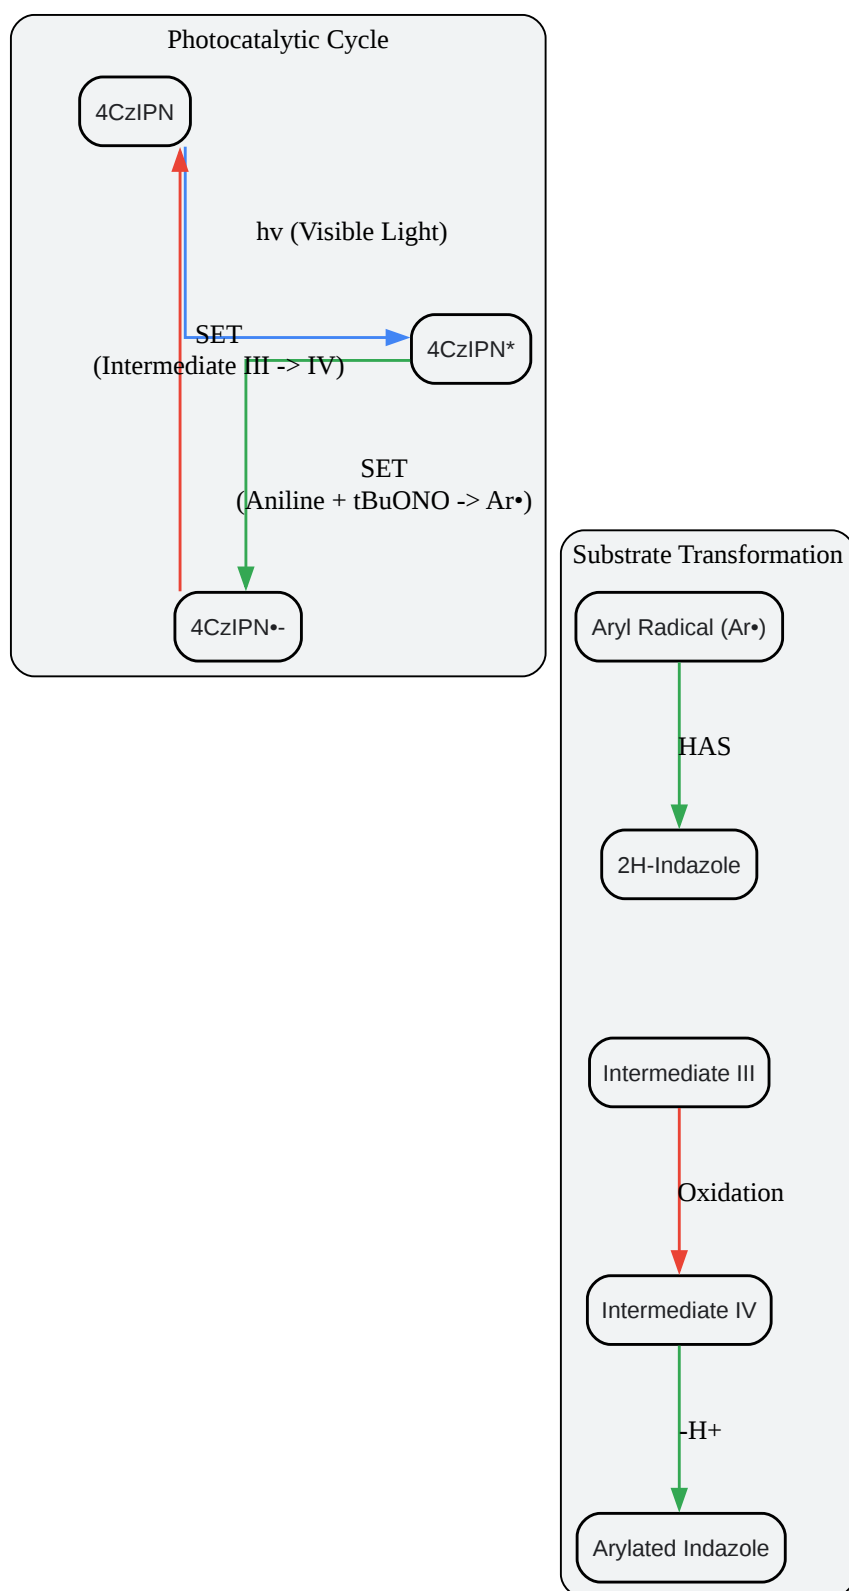 Photocatalytic Cycle
4CzIPN
hv (Visible Light)
SET
(Intermediate III -> IV)
4CzIPN*
SET
(Aniline + tBuONO -> Ar•)
4CzIPN•-
Substrate Transformation
Aryl Radical (Ar•)
HAS
2H-Indazole
Intermediate III
Oxidation
Intermediate IV
-H+
Arylated Indazole